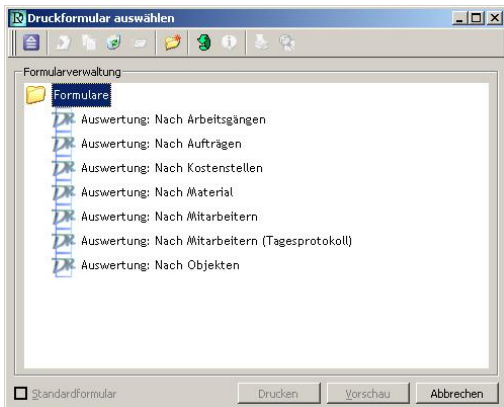 Druckformular auswählen
Formularverwaltung
Formulare
Auswertung: Nach Arbeitsgängen
Auswertung: Nach Aufträgen
Auswertung: Nach Kostenstellen
Auswertung: Nach Material
Auswertung: Nach Mitarbeitern
Auswertung: Nach Mitarbeitern (Tagesprotokoll)
Auswertung: Nach Objekten
Standardformular
Drucken
Vorschau
Abbrechen